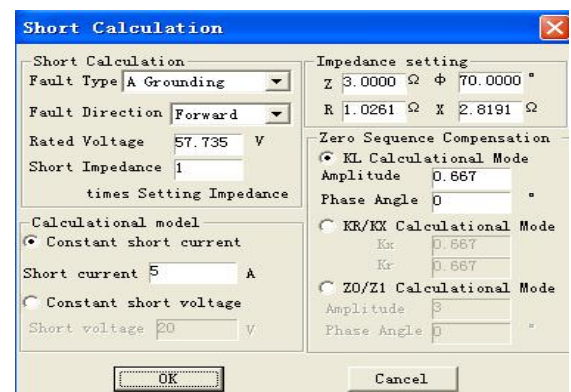 Short Calculation
Short Calculation
Fault Type A Grounding
Fault Direction Forward
Rated Voltage 57.735 V
Short Impedance 1
times Setting Impedance
Calculational model
Constant short current
Short current 5 A
Constant short voltage
Short voltage 20 V
Impedance setting
Z 3.0000 Ω Φ 70.0000 °
R 1.0261 Ω X 2.8191 Ω
Zero Sequence Compensation
KL Calculational Mode
Amplitude 0.667
Phase Angle 0 °
KR/KX Calculational Mode
Kx 0.667
Kr 0.667
Z0/Z1 Calculational Mode
Amplitude 3
Phase Angle 0 °
OK
Cancel